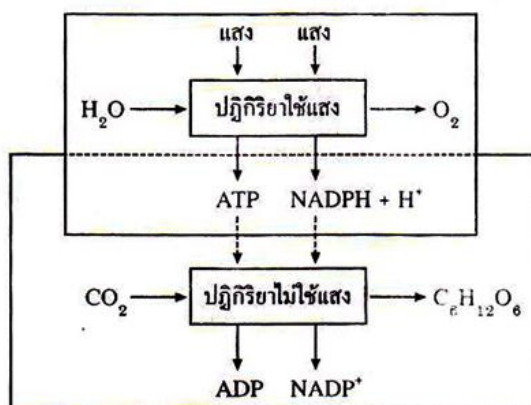 แสง แสง
H₂O ปฏิกิริยาใช้แสง O₂
ATP NADPH + H⁺
CO₂ ปฏิกิริยาไม่ใช้แสง C₆H₁₂O₆
ADP NADP⁺